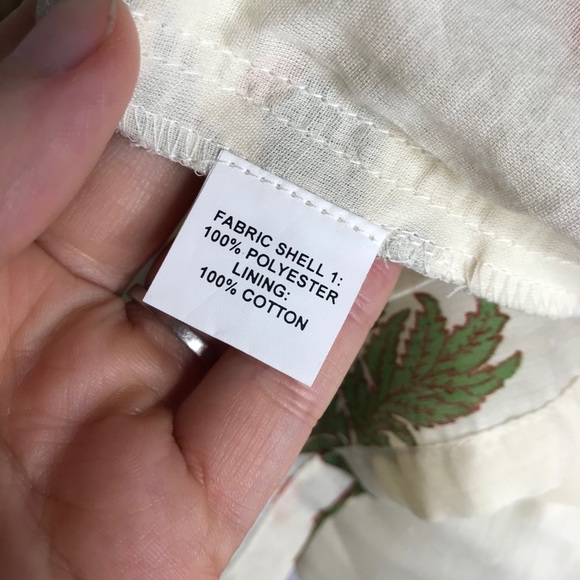 FABRIC SHELL 1:
100% POLYESTER
LINING:
100% COTTON